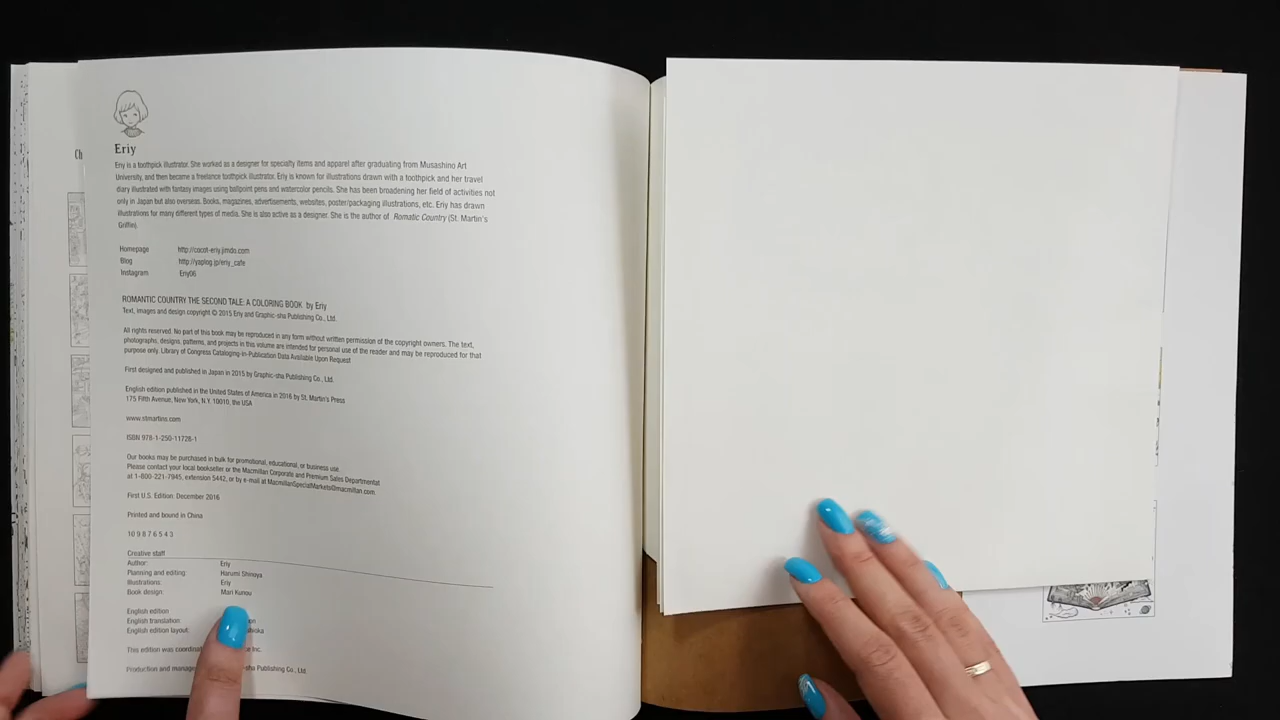 Ch
Eriy
Eriy is a toothpick illustrator. She worked as a designer for specialty items and apparel after graduating from Musashino Art
University, and then became a freelance toothpick illustrator. Eriy is known for illustrations drawn with a toothpick and her travel
diary illustrated with fantasy images using ballpoint pens and watercolor pencils. She has been broadening her field of activities not
only in Japan but also overseas. Books, magazines, advertisements, websites, poster/packaging illustrations, etc. Eriy has drawn
illustrations for many different types of media. She is also active as a designer. She is the author of Romatic Country (St. Martin's
Griffin).
Homepage http://cocot-eriy.jimdo.com
Blog http://yaplog.jp/eriy_cafe
Instagram Eriy06
ROMANTIC COUNTRY THE SECOND TALE: A COLORING BOOK by Eriy
Text, images and design copyright © 2015 Eriy and Graphic-sha Publishing Co., Ltd.
All rights reserved. No part of this book may be reproduced in any form without written permission of the copyright owners. The text,
photographs, designs, patterns, and projects in this volume are intended for personal use of the reader and may be reproduced for that
purpose only. Library of Congress Cataloging-in-Publication Data Available Upon Request
First designed and published in Japan in 2015 by Graphic-sha Publishing Co., Ltd.
English edition published in the United States of America in 2016 by St. Martin's Press
175 Fifth Avenue, New York, N.Y. 10010, the USA
www.stmartins.com
ISBN 978-1-250-11728-1
Our books may be purchased in bulk for promotional, educational, or business use.
Please contact your local bookseller or the Macmillan Corporate and Premium Sales Departmental
at 1-800-221-7945, extension 5442, or by e-mail at MacmillanSpecialMarkets@macmillan.com.
First U.S. Edition: December 2016
Printed and bound in China
10 9 8 7 6 5 4 3
Creative staff
Author: Eriy
Planning and editing: Harumi Shinoya
Illustrations: Eriy
Book design: Mari Kunou
English edition
English translation:
English edition layout:
This edition was Inc.
Production and Publishing Co., Ltd.